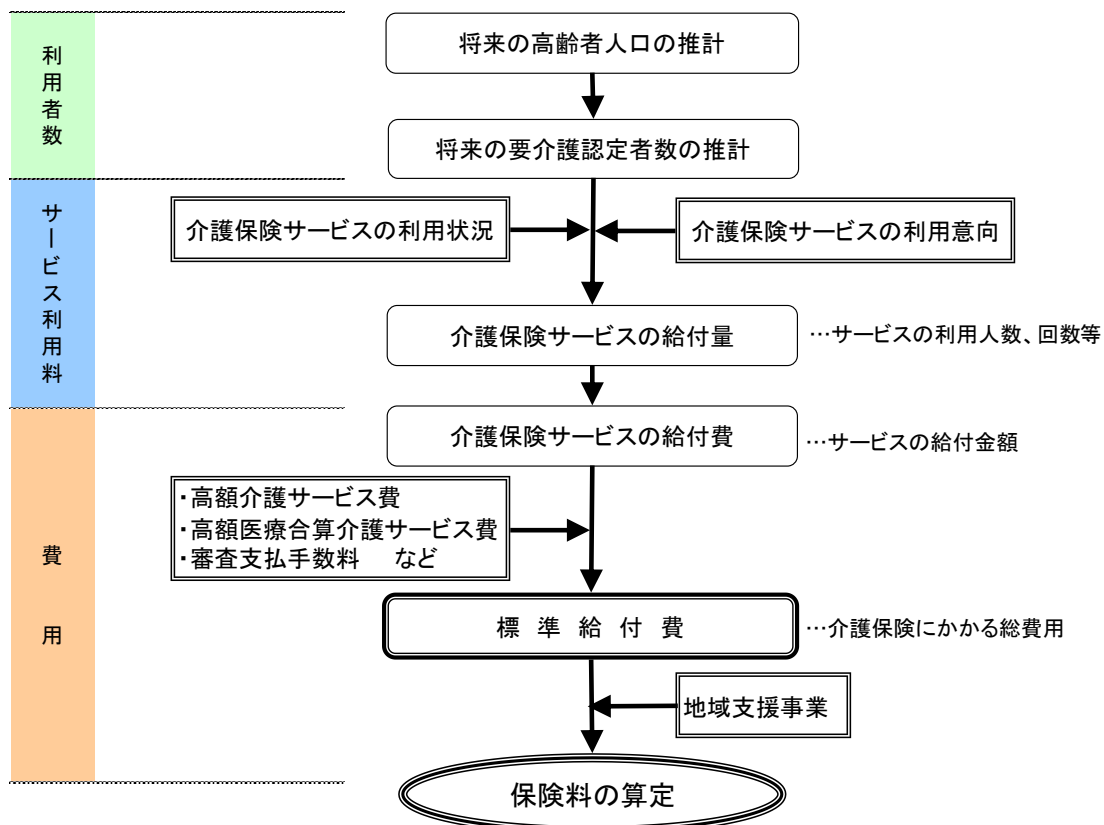 利用者数
将来の高齢者人口の推計
将来の要介護認定者数の推計
サービス利用料
介護保険サービスの利用状況
介護保険サービスの利用意向
介護保険サービスの給付量
…サービスの利用人数、回数等
費用
介護保険サービスの給付費
…サービスの給付金額
・高額介護サービス費
・高額医療合算介護サービス費
・審査支払手数料 など
標準給付費
…介護保険にかかる総費用
地域支援事業
保険料の算定